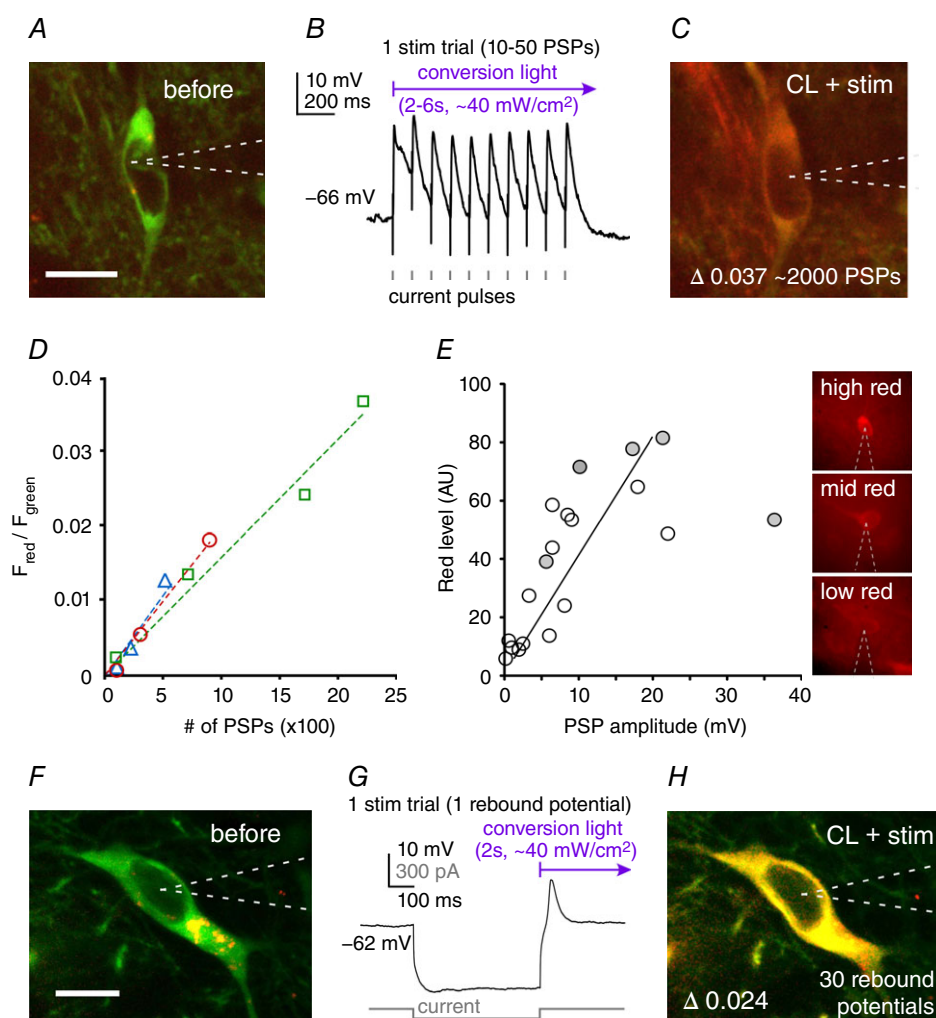 A
before
B
1 stim trial (10-50 PSPs)
10 mV
200 ms
conversion light
(2-6s, ~40 mW/cm²)
−66 mV
current pulses
C
CL + stim
Δ 0.037 ~2000 PSPs
D
F_red / F_green
0.04
0.03
0.02
0.01
0
0
5
10
15
20
25
# of PSPs (x100)
E
Red level (AU)
100
80
60
40
20
0
0
10
20
30
40
PSP amplitude (mV)
high red
mid red
low red
F
before
G
1 stim trial (1 rebound potential)
10 mV
300 pA
100 ms
conversion light
(2s, ~40 mW/cm²)
−62 mV
current
H
CL + stim
Δ 0.024
30 rebound
potentials